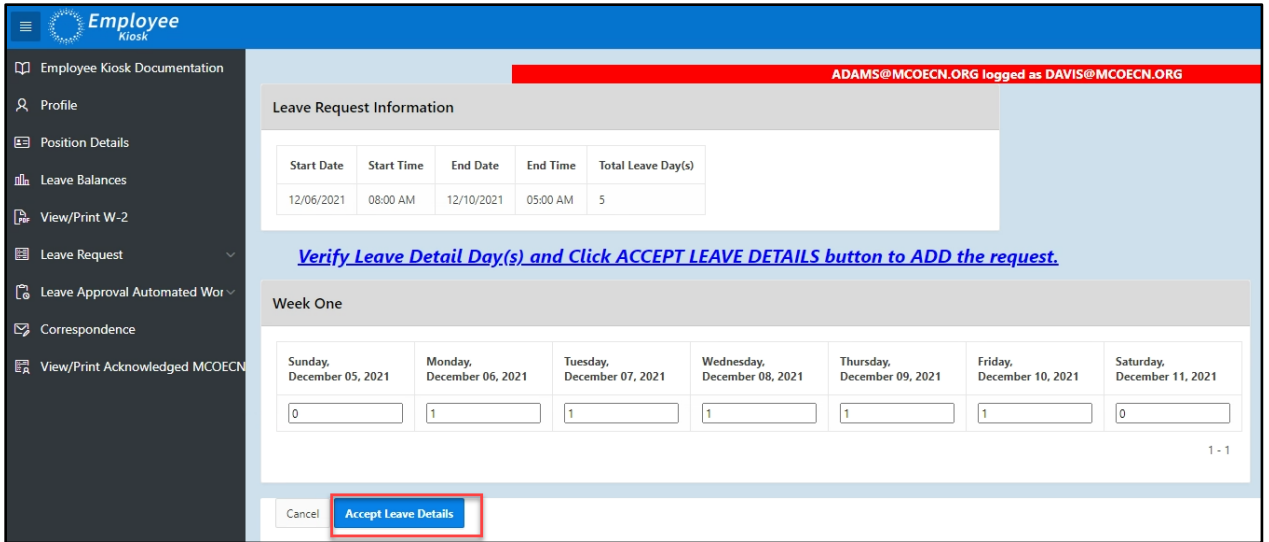 Employee
Kiosk
Employee Kiosk Documentation
Profile
Position Details
Leave Balances
PDF
View/Print W-2
Leave Request
Leave Approval Automated Wor
Correspondence
View/Print Acknowledged MCOECN
ADAMS@MCOECN.ORG logged as DAVIS@MCOECN.ORG
Leave Request Information
Start Date Start Time End Date End Time Total Leave Day(s)
12/06/2021 08:00 AM 12/10/2021 05:00 AM 5
Verify Leave Detail Day(s) and Click ACCEPT LEAVE DETAILS button to ADD the request.
Week One
Sunday, Monday, Tuesday, Wednesday, Thursday, Friday, Saturday,
December 05, 2021 December 06, 2021 December 07, 2021 December 08, 2021 December 09, 2021 December 10, 2021 December 11, 2021
0 1 1 1 1 1 0
1 - 1
Cancel Accept Leave Details